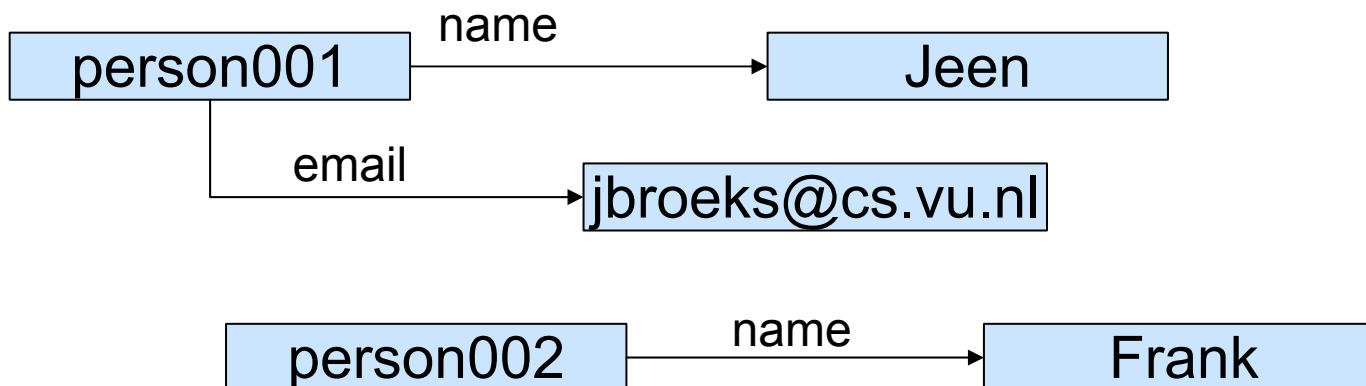 name
person001
Jeen
email
jbroeks@cs.vu.nl
name
person002
Frank